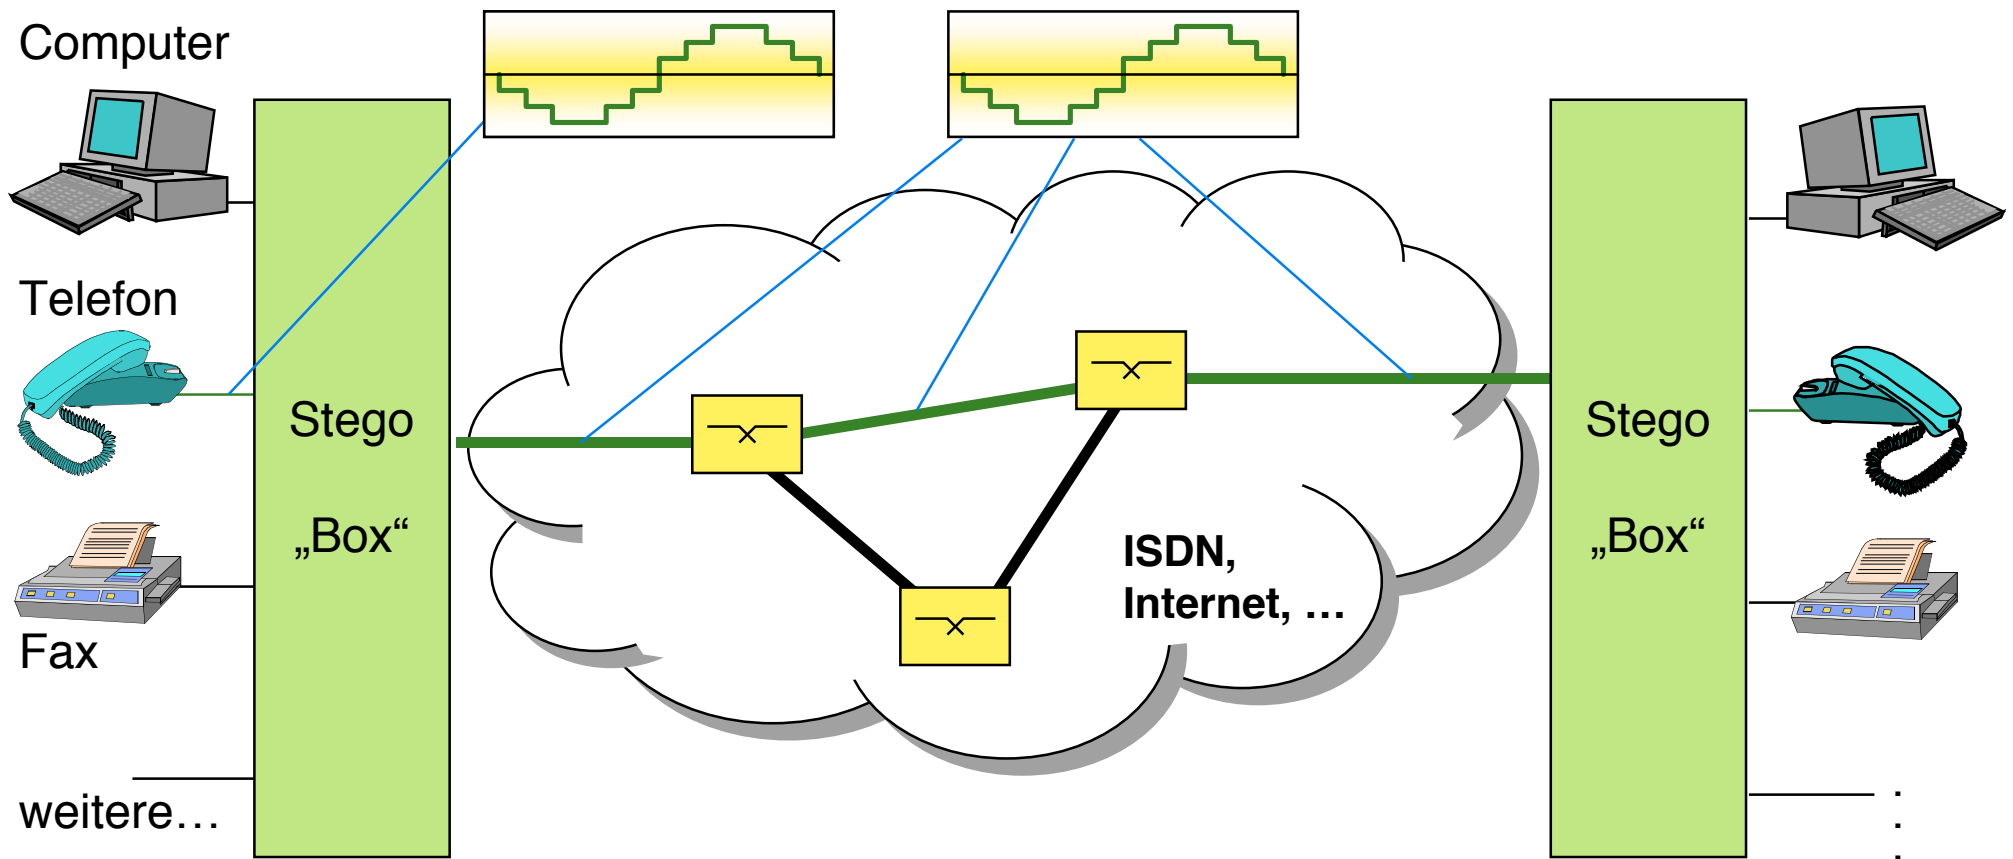 Computer
Telefon
Stego
„Box“
Fax
weitere…
ISDN,
Internet, …
Stego
„Box“